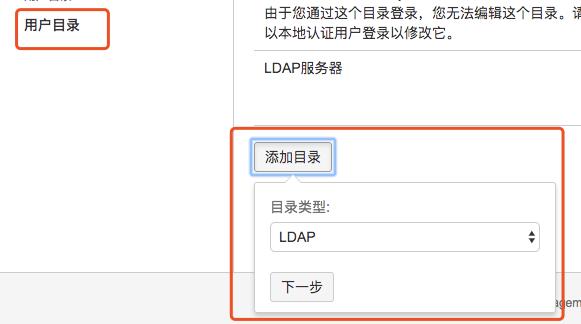 用户目录
由于您通过这个目录登录，您无法编辑这个目录。请
以本地认证用户登录以修改它。
LDAP服务器
添加目录
目录类型:
LDAP
下一步